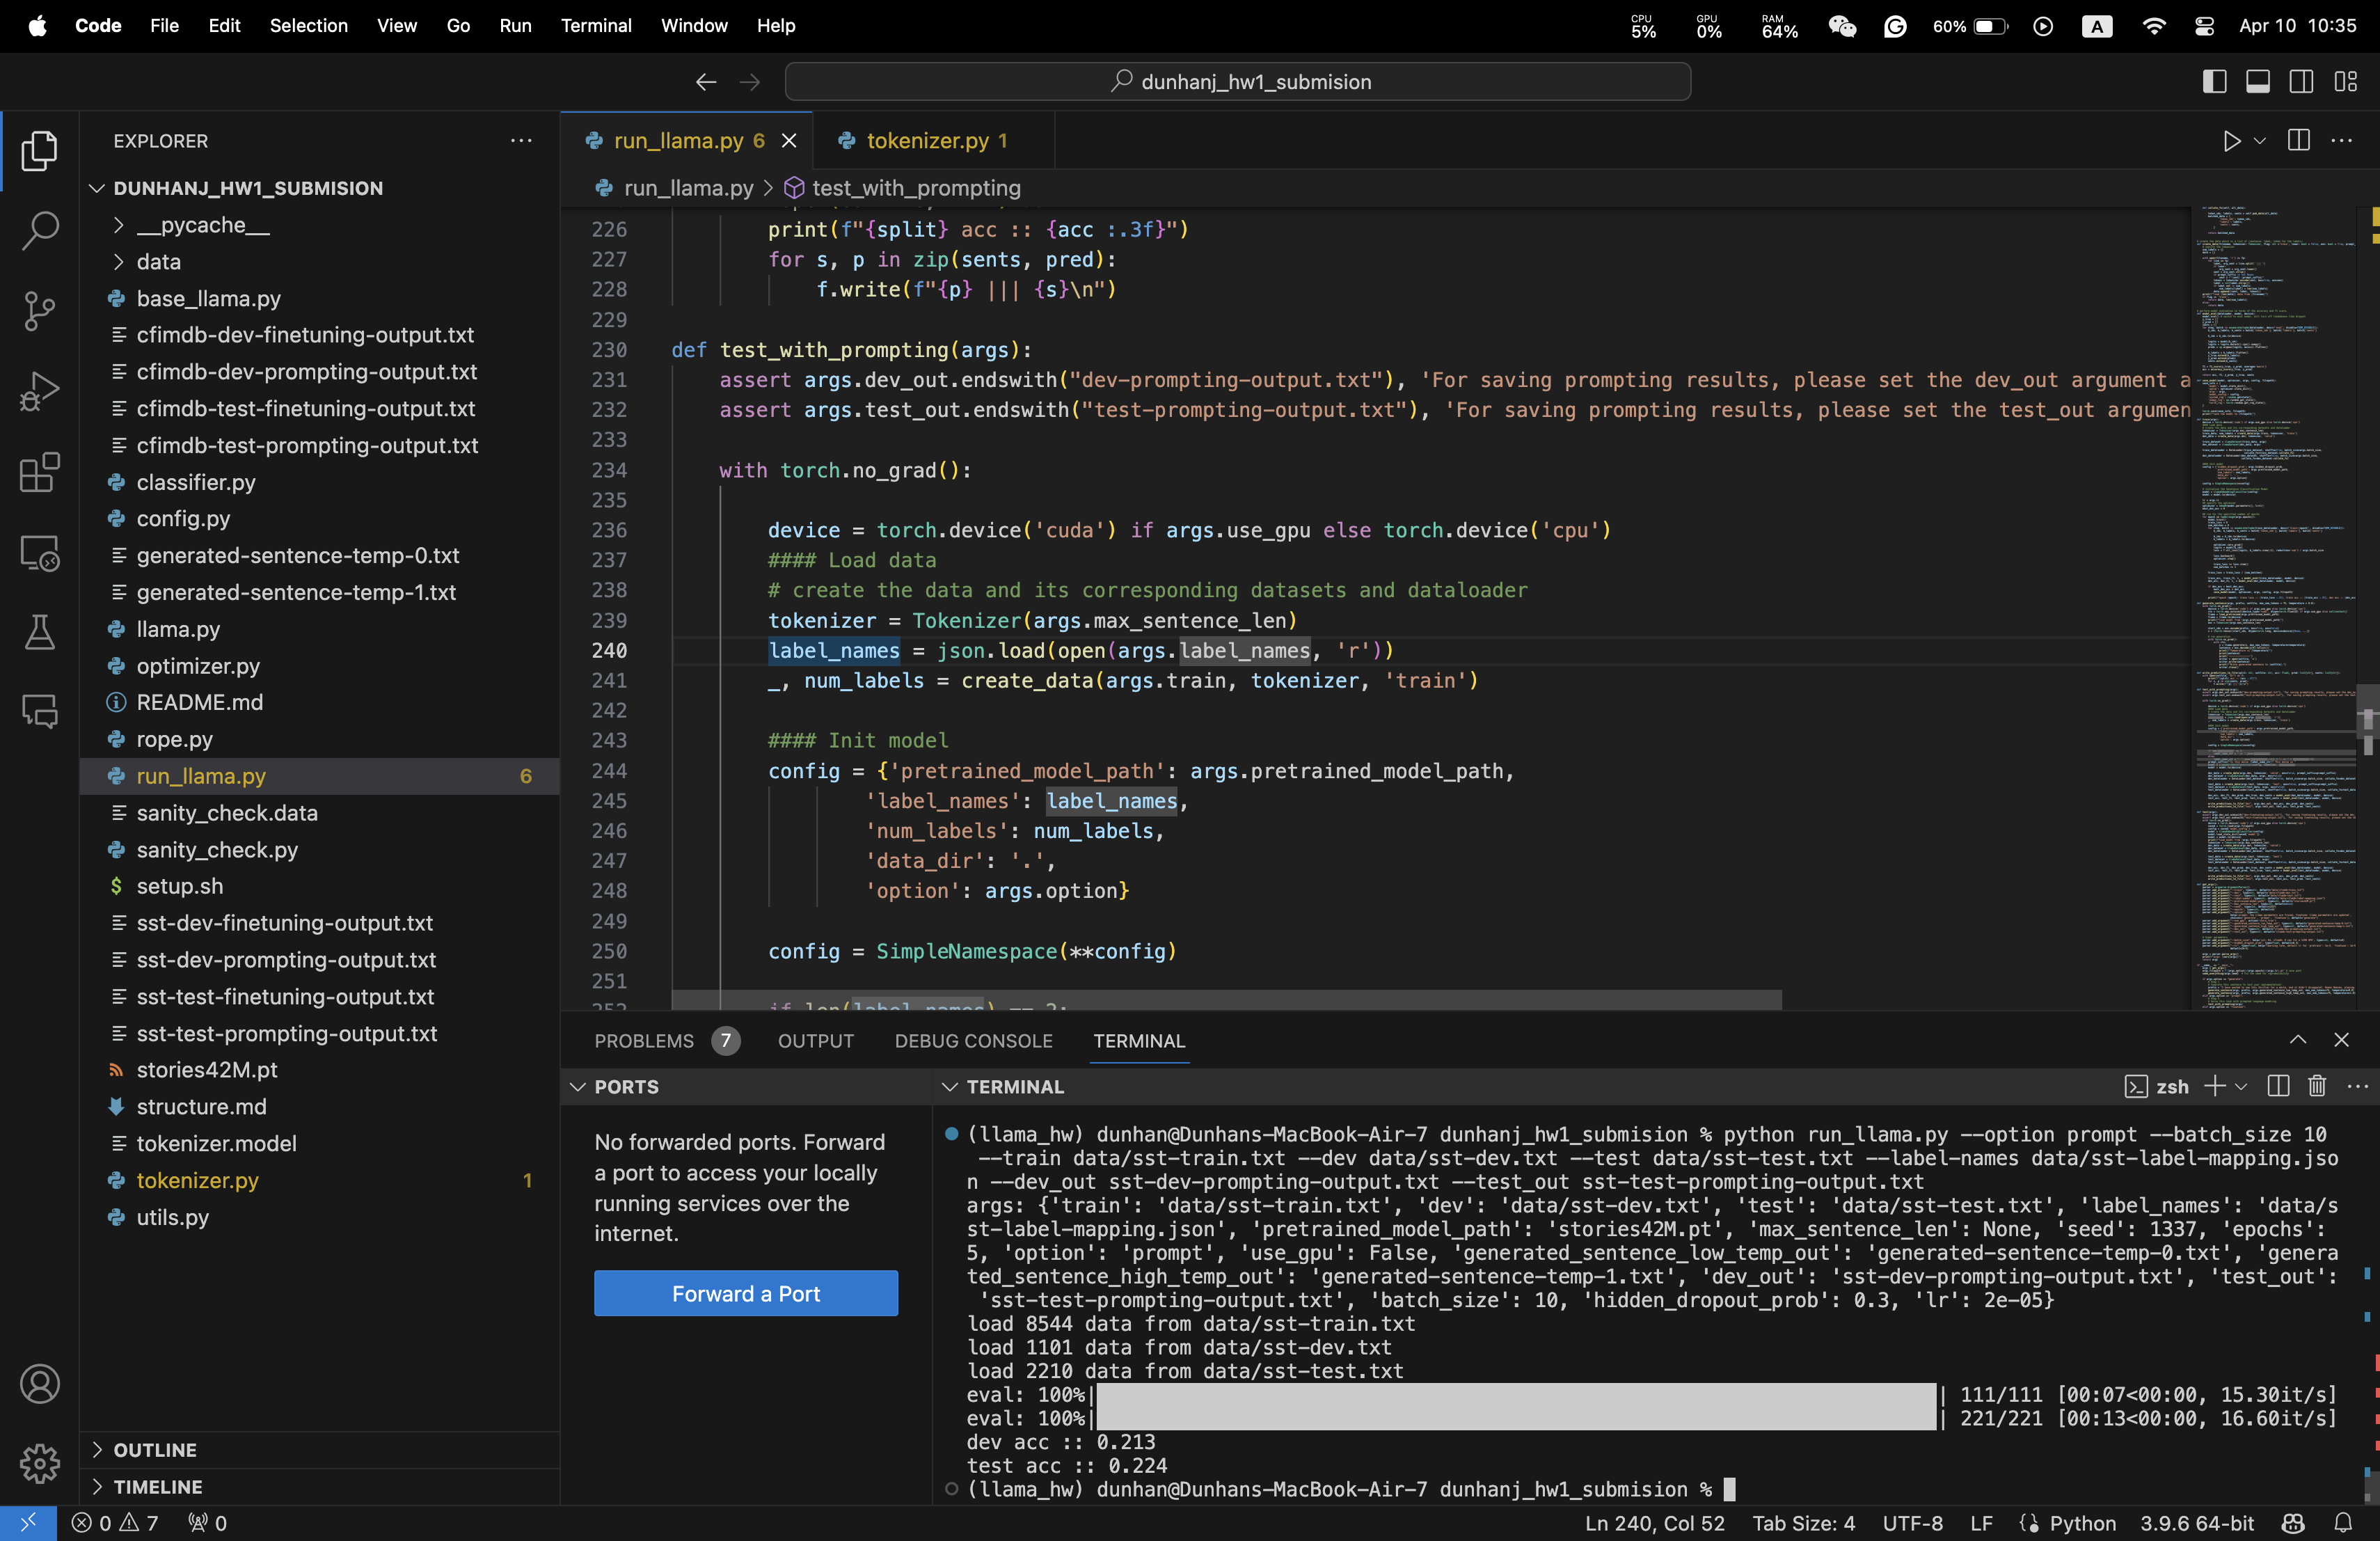 Code File Edit Selection View Go Run Terminal Window Help CPU 5% GPU 0% RAM 64% 60% A Apr 10 10:35
dunhanj_hw1_submision
EXPLORER
DUNHANJ_HW1_SUBMISION
__pycache__
data
base_llama.py
cfimdb-dev-finetuning-output.txt
cfimdb-dev-prompting-output.txt
cfimdb-test-finetuning-output.txt
cfimdb-test-prompting-output.txt
classifier.py
config.py
generated-sentence-temp-0.txt
generated-sentence-temp-1.txt
llama.py
optimizer.py
README.md
rope.py
run_llama.py 6
sanity_check.data
sanity_check.py
setup.sh
sst-dev-finetuning-output.txt
sst-dev-prompting-output.txt
sst-test-finetuning-output.txt
sst-test-prompting-output.txt
stories42M.pt
structure.md
tokenizer.model
tokenizer.py 1
utils.py
OUTLINE
TIMELINE
run_llama.py 6 tokenizer.py 1
run_llama.py > test_with_prompting
226 print(f"{split} acc :: {acc :.3f}")
227 for s, p in zip(sents, pred):
228 f.write(f"{p} ||| {s}\n")
229
230 def test_with_prompting(args):
231 assert args.dev_out.endswith("dev-prompting-output.txt"), 'For saving prompting results, please set the dev_out argument a
232 assert args.test_out.endswith("test-prompting-output.txt"), 'For saving prompting results, please set the test_out argumen
233
234 with torch.no_grad():
235
236 device = torch.device('cuda') if args.use_gpu else torch.device('cpu')
237 #### Load data
238 # create the data and its corresponding datasets and dataloader
239 tokenizer = Tokenizer(args.max_sentence_len)
240 label_names = json.load(open(args.label_names, 'r'))
241 _, num_labels = create_data(args.train, tokenizer, 'train')
242
243 #### Init model
244 config = {'pretrained_model_path': args.pretrained_model_path,
245 'label_names': label_names,
246 'num_labels': num_labels,
247 'data_dir': '.',
248 'option': args.option}
249
250 config = SimpleNamespace(**config)
251
252 if len(label_names) == 2:
PROBLEMS 7 OUTPUT DEBUG CONSOLE TERMINAL
PORTS
No forwarded ports. Forward
a port to access your locally
running services over the
internet.
Forward a Port
TERMINAL zsh
(llama_hw) dunhan@Dunhans-MacBook-Air-7 dunhanj_hw1_submision % python run_llama.py --option prompt --batch_size 10
--train data/sst-train.txt --dev data/sst-dev.txt --test data/sst-test.txt --label-names data/sst-label-mapping.jso
n --dev_out sst-dev-prompting-output.txt --test_out sst-test-prompting-output.txt
args: {'train': 'data/sst-train.txt', 'dev': 'data/sst-dev.txt', 'test': 'data/sst-test.txt', 'label_names': 'data/s
st-label-mapping.json', 'pretrained_model_path': 'stories42M.pt', 'max_sentence_len': None, 'seed': 1337, 'epochs':
5, 'option': 'prompt', 'use_gpu': False, 'generated_sentence_low_temp_out': 'generated-sentence-temp-0.txt', 'genera
ted_sentence_high_temp_out': 'generated-sentence-temp-1.txt', 'dev_out': 'sst-dev-prompting-output.txt', 'test_out':
'sst-test-prompting-output.txt', 'batch_size': 10, 'hidden_dropout_prob': 0.3, 'lr': 2e-05}
load 8544 data from data/sst-train.txt
load 1101 data from data/sst-dev.txt
load 2210 data from data/sst-test.txt
eval: 100%| | 111/111 [00:07<00:00, 15.30it/s]
eval: 100%| | 221/221 [00:13<00:00, 16.60it/s]
dev acc :: 0.213
test acc :: 0.224
(llama_hw) dunhan@Dunhans-MacBook-Air-7 dunhanj_hw1_submision %
0 7 0 Ln 240, Col 52 Tab Size: 4 UTF-8 LF Python 3.9.6 64-bit